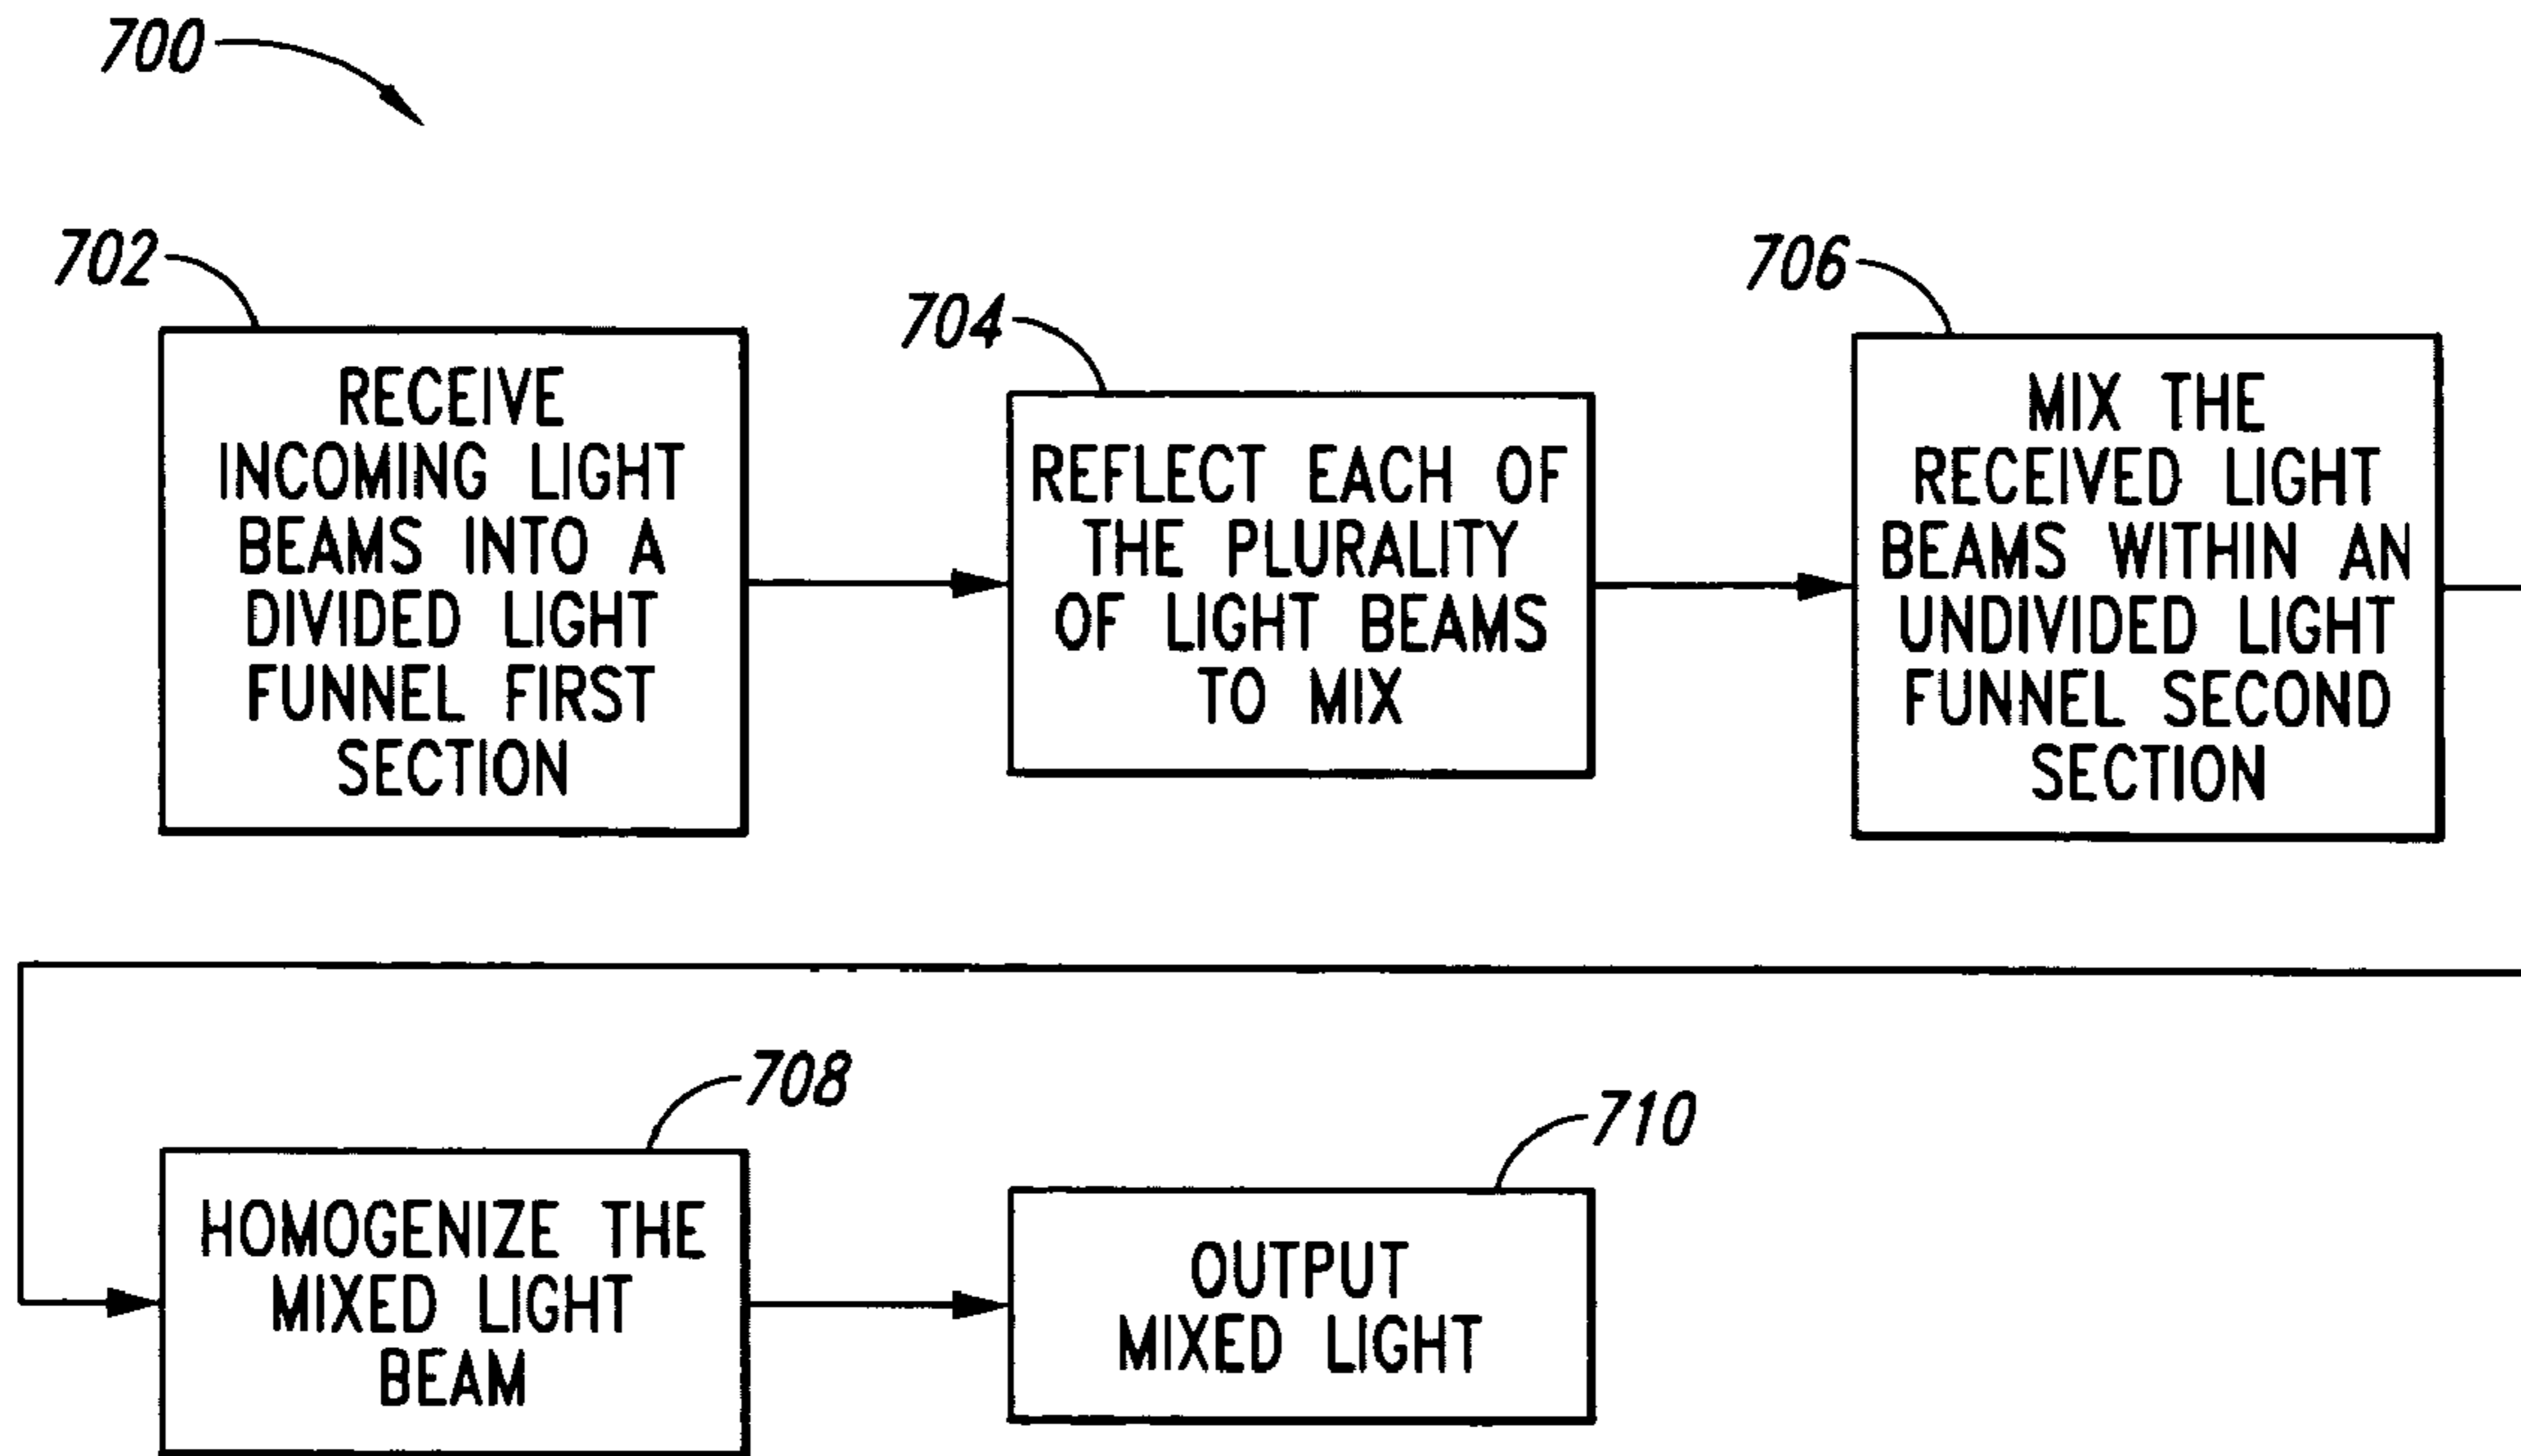 700
702
RECEIVE
INCOMING LIGHT
BEAMS INTO A
DIVIDED LIGHT
FUNNEL FIRST
SECTION
704
REFLECT EACH OF
THE PLURALITY
OF LIGHT BEAMS
TO MIX
706
MIX THE
RECEIVED LIGHT
BEAMS WITHIN AN
UNDIVIDED LIGHT
FUNNEL SECOND
SECTION
708
HOMOGENIZE THE
MIXED LIGHT
BEAM
710
OUTPUT
MIXED LIGHT